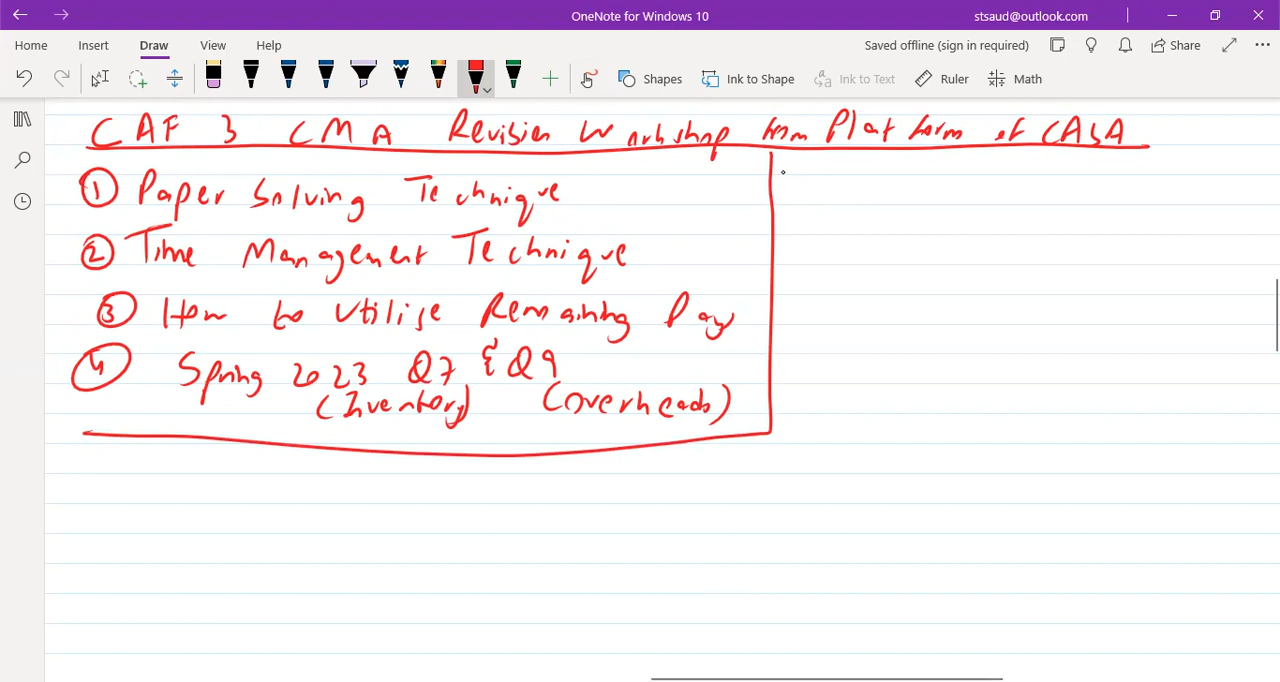 OneNote for Windows 10
stsaud@outlook.com
Home Insert Draw View Help
Saved offline (sign in required) Share
Shapes Ink to Shape Ink to Text Ruler Math
CAF 3 CMA Revision Workshop from Platform of CASA
① Paper Solving Technique
② Time Management Technique
③ How to Utilise Remaining Day
④ Spring 2023 Q7 & Q9
(Inventory) (overheads)